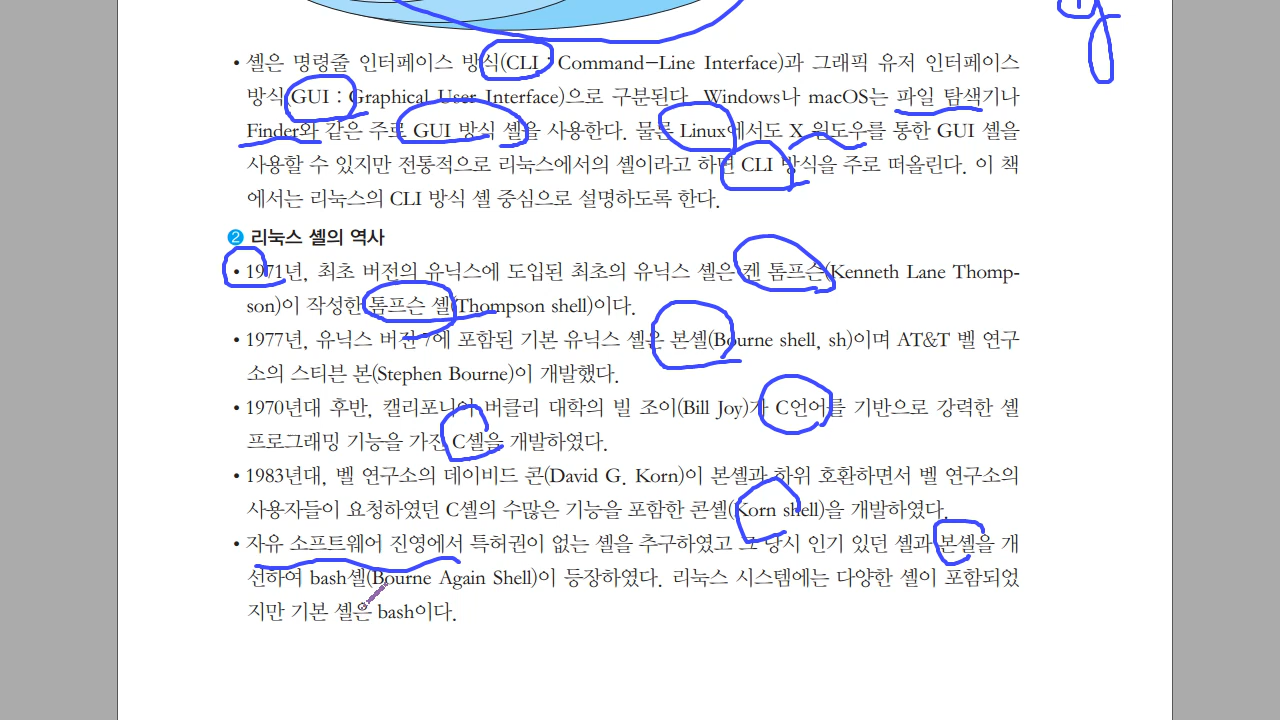 • 셸은 명령줄 인터페이스 방식(CLI : Command-Line Interface)과 그래픽 유저 인터페이스
방식(GUI : Graphical User Interface)으로 구분된다. Windows나 macOS는 파일 탐색기나
Finder와 같은 주로 GUI 방식 셸을 사용한다. 물론 Linux에서도 X 윈도우를 통한 GUI 셸을
사용할 수 있지만 전통적으로 리눅스에서의 셸이라고 하면 CLI 방식을 주로 떠올린다. 이 책
에서는 리눅스의 CLI 방식 셸 중심으로 설명하도록 한다.
❷ 리눅스 셸의 역사
• 1971년, 최초 버전의 유닉스에 도입된 최초의 유닉스 셸은 켄 톰프슨(Kenneth Lane Thomp-
son)이 작성한 톰프슨 셸(Thompson shell)이다.
• 1977년, 유닉스 버전 7에 포함된 기본 유닉스 셸은 본셸(Bourne shell, sh)이며 AT&T 벨 연구
소의 스티븐 본(Stephen Bourne)이 개발했다.
• 1970년대 후반, 캘리포니아 버클리 대학의 빌 조이(Bill Joy)가 C언어를 기반으로 강력한 셸
프로그래밍 기능을 가진 C셸을 개발하였다.
• 1983년대, 벨 연구소의 데이비드 콘(David G. Korn)이 본셸과 하위 호환하면서 벨 연구소의
사용자들이 요청하였던 C셸의 수많은 기능을 포함한 콘셸(Korn shell)을 개발하였다.
• 자유 소프트웨어 진영에서 특허권이 없는 셸을 추구하였고 그 당시 인기 있던 셸과 본셸을 개
선하여 bash셸(Bourne Again Shell)이 등장하였다. 리눅스 시스템에는 다양한 셸이 포함되었
지만 기본 셸은 bash이다.